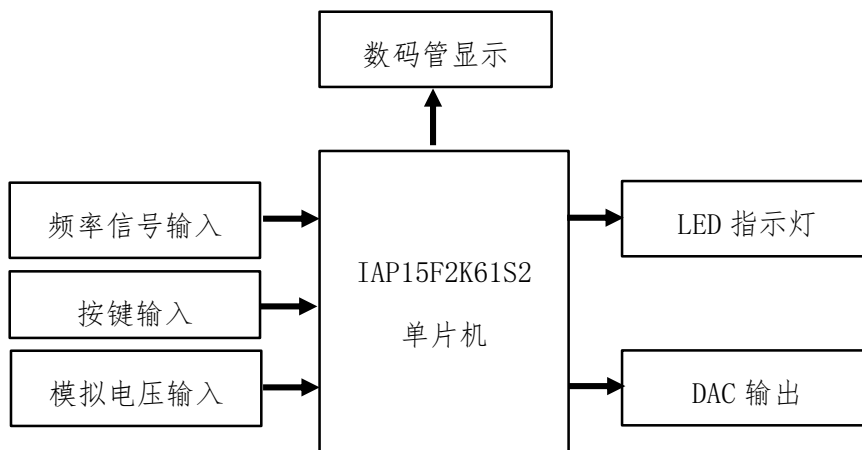 数码管显示
频率信号输入
按键输入
模拟电压输入
IAP15F2K61S2
单片机
LED 指示灯
DAC 输出